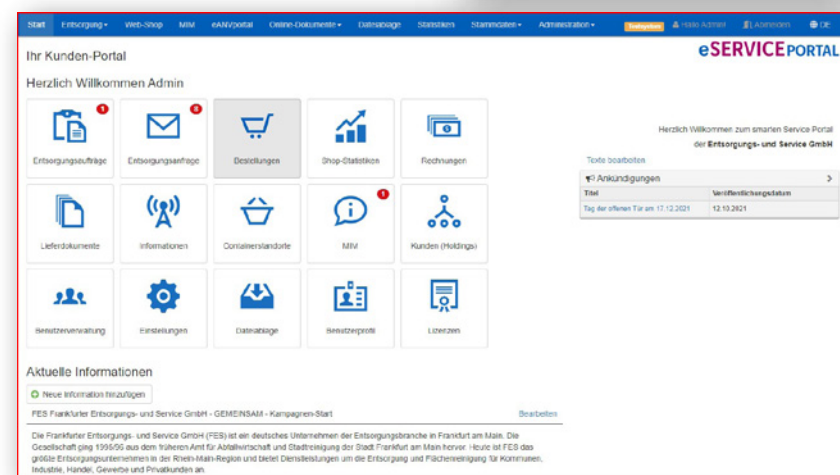 Start Entsorgung Web-Shop MIM eANVportal Online-Dokumente Dateiablage Statistiken Stammdaten Administration Testsystem Hallo Admin! Abmelden DE
eSERVICEPORTAL
Ihr Kunden-Portal
Herzlich Willkommen Admin
1 8
Entsorgungsaufträge Entsorgungsanfrage Bestellungen Shop-Statistiken Rechnungen
Herzlich Willkommen zum smarten Service Portal
der Entsorgungs- und Service GmbH
Texte bearbeiten
Ankündigungen
Titel Veröffentlichungsdatum
Tag der offenen Tür am 17.12.2021 12.10.2021
1
Lieferdokumente Informationen Containerstandorte MIM Kunden (Holdings)
Benutzerverwaltung Einstellungen Dateiablage Benutzerprofil Lizenzen
Aktuelle Informationen
Neue Information hinzufügen
FES Frankfurter Entsorgungs- und Service GmbH - GEMEINSAM - Kampagnen-Start Bearbeiten
Die Frankfurter Entsorgungs- und Service GmbH (FES) ist ein deutsches Unternehmen der Entsorgungsbranche in Frankfurt am Main. Die
Gesellschaft ging 1995/96 aus dem früheren Amt für Abfallwirtschaft und Stadtreinigung der Stadt Frankfurt am Main hervor. Heute ist FES das
größte Entsorgungsunternehmen in der Rhein-Main-Region und bietet Dienstleistungen um die Entsorgung und Flächenreinigung für Kommunen,
Industrie, Handel, Gewerbe und Privatkunden an.